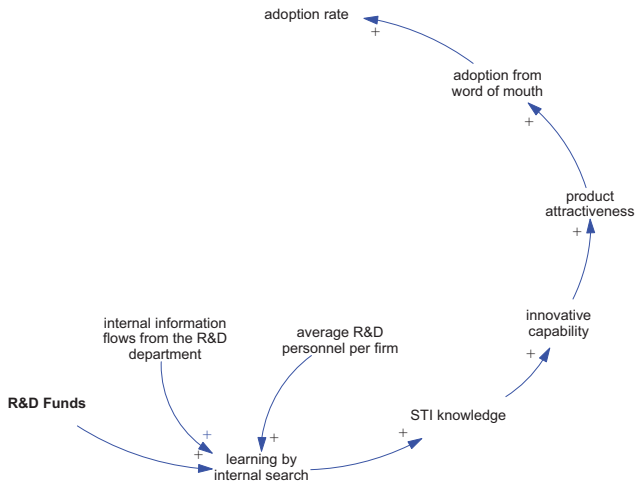 adoption rate
+
adoption from
word of mouth
+
product
attractiveness
+
innovative
capability
+
internal information
flows from the R&D
department
average R&D
personnel per firm
R&D Funds
STI knowledge
+
+
+
+
learning by
internal search